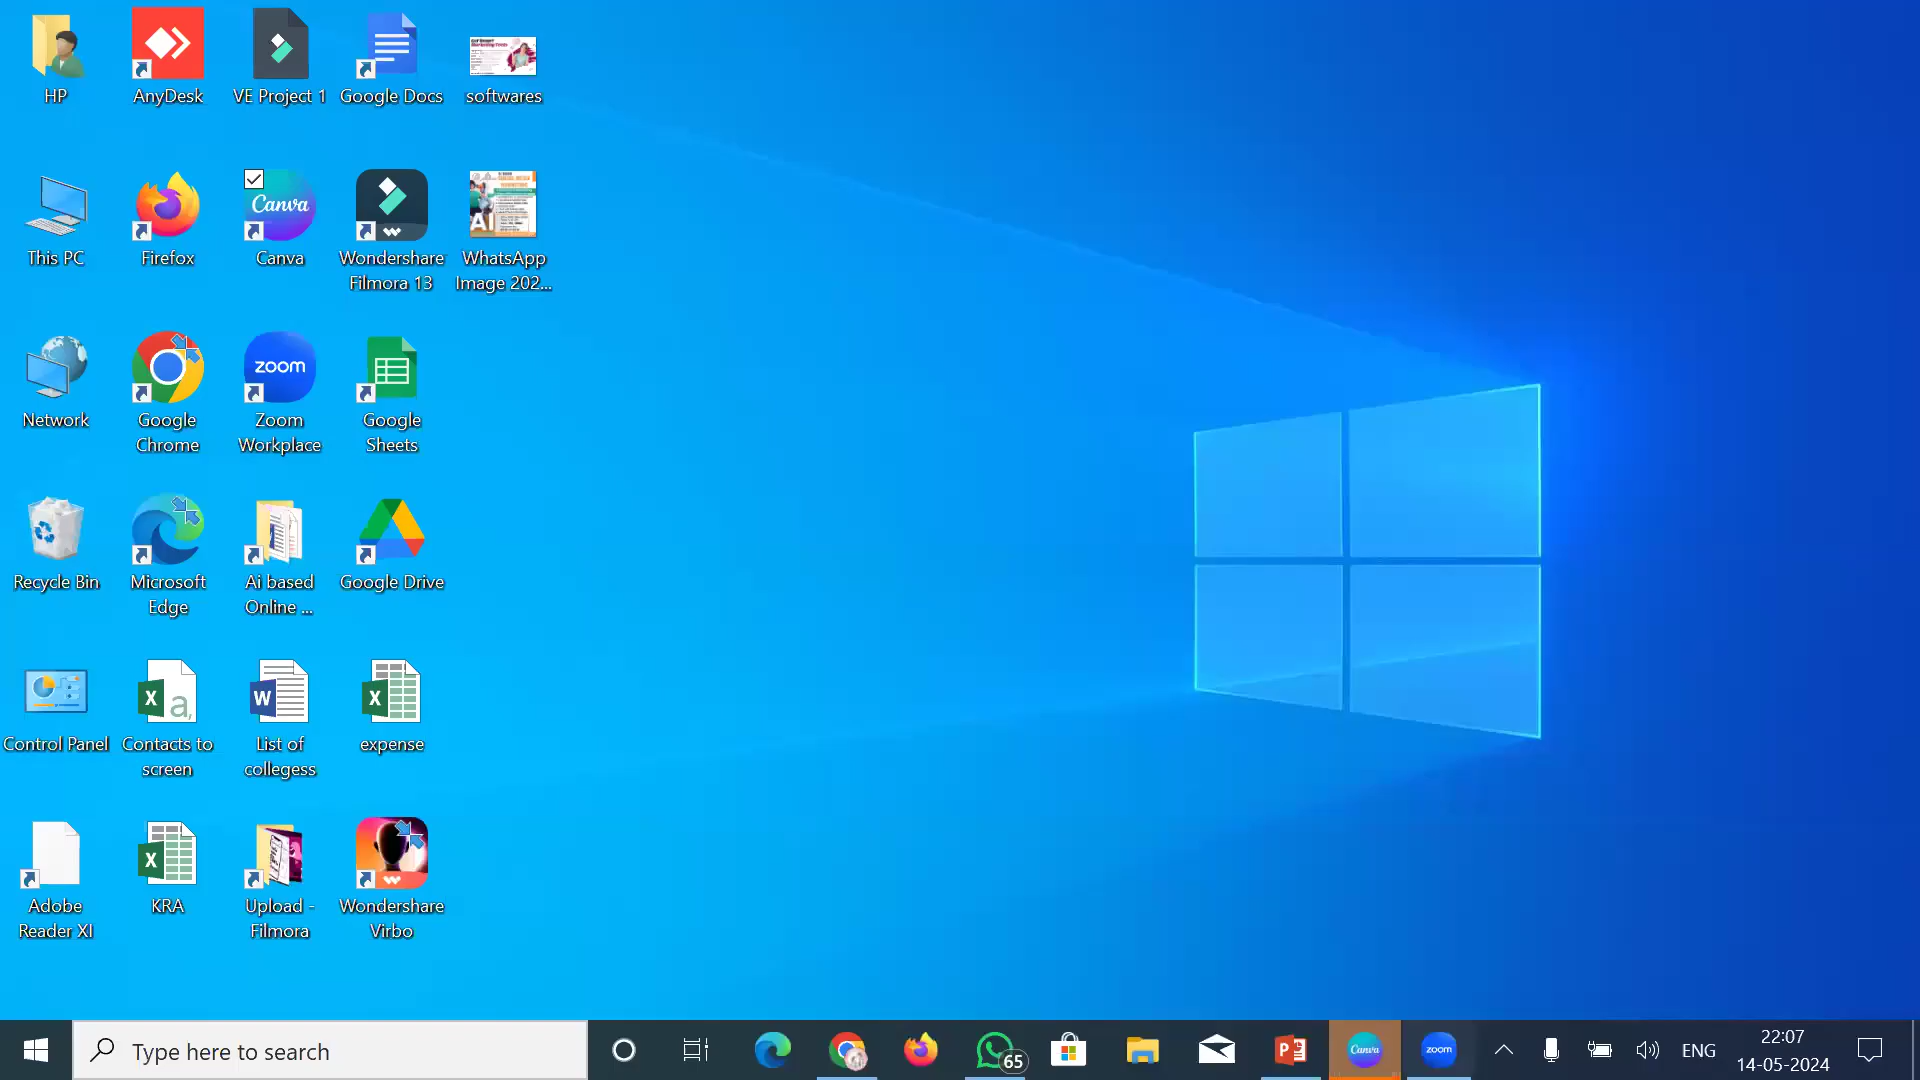 HP
AnyDesk
VE Project 1
Google Docs
softwares
This PC
Firefox
Canva
Canva
Wondershare
Filmora 13
WhatsApp
Image 202...
Network
Google
Chrome
zoom
Zoom
Workplace
Google
Sheets
Recycle Bin
Microsoft
Edge
Ai based
Online ...
Google Drive
Control Panel
X a,
Contacts to
screen
W
List of
collegess
X
expense
Adobe
Reader XI
X
KRA
Upload -
Filmora
Wondershare
Virbo
Type here to search
65
P
Canva
zoom
ENG
22:07
14-05-2024